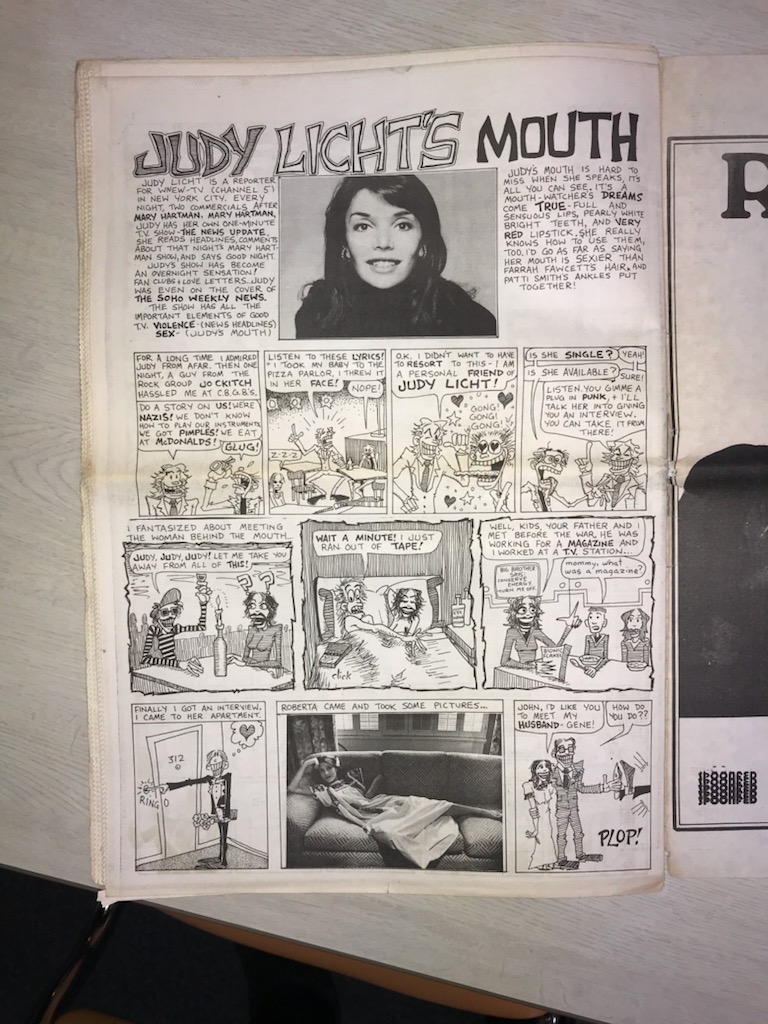 JUDY LICHT'S MOUTH
JUDY LICHT IS A REPORTER
FOR WNEW-TV (CHANNEL 5)
IN NEW YORK CITY. EVERY
NIGHT, TWO COMMERCIALS AFTER
MARY HARTMAN, MARY HARTMAN,
JUDY HAS HER OWN ONE-MINUTE
T.V. SHOW-THE NEWS UPDATE.
SHE READS HEADLINES, COMMENTS
ABOUT THAT NIGHT'S MARY HART-
MAN SHOW, AND SAYS GOOD NIGHT.
JUDY'S SHOW HAS BECOME
AN OVERNIGHT SENSATION!
FAN CLUBS & LOVE LETTERS. JUDY
WAS EVEN ON THE COVER OF
THE SOHO WEEKLY NEWS.
THE SHOW HAS ALL THE
IMPORTANT ELEMENTS OF GOOD
T.V. VIOLENCE-(NEWS HEADLINES)
SEX-(JUDY'S MOUTH)
JUDY'S MOUTH IS HARD TO
MISS. WHEN SHE SPEAKS, IT'S
ALL YOU CAN SEE. IT'S A
MOUTH-WATCHER'S DREAMS
COME TRUE-FULL AND
SENSUOUS LIPS, PEARLY WHITE
BRIGHT TEETH, AND VERY
RED LIPSTICK. SHE REALLY
KNOWS HOW TO USE THEM,
TOO. I'D GO AS FAR AS SAYING
HER MOUTH IS SEXIER THAN
FARRAH FAWCETT'S HAIR, AND
PATTI SMITH'S ANKLES PUT
TOGETHER!
FOR A LONG TIME I ADMIRED
JUDY FROM AFAR. THEN ONE
NIGHT, A GUY FROM THE
ROCK GROUP JO CKITCH
HASSLED ME AT C.B.G.B'S.
DO A STORY ON US! WE'RE
NAZIS! WE DON'T KNOW
HOW TO PLAY OUR INSTRUMENTS
WE GOT PIMPLES! WE EAT
AT McDONALDS!
GLUG!
LISTEN TO THESE LYRICS!
"I TOOK MY BABY TO THE
PIZZA PARLOR, I THREW IT
IN HER FACE!
NOPE!
Z-Z-Z
O.K. I DIDN'T WANT TO HAVE
TO RESORT TO THIS-I AM
A PERSONAL FRIEND OF
JUDY LICHT!
GONG!
GONG!
GONG!
IS SHE SINGLE?
YEAH!
IS SHE AVAILABLE?
SURE!
LISTEN. YOU GIMME A
PLUG IN PUNK, & I'LL
TALK HER INTO GIVING
YOU AN INTERVIEW.
YOU CAN TAKE IT FROM
THERE!
I FANTASIZED ABOUT MEETING
THE WOMAN BEHIND THE MOUTH...
JUDY, JUDY, JUDY! LET ME TAKE YOU
AWAY FROM ALL OF THIS!
? ?
WAIT A MINUTE! I JUST
RAN OUT OF TAPE!
click
WELL, KIDS, YOUR FATHER AND I
MET BEFORE THE WAR. HE WAS
WORKING FOR A MAGAZINE AND
I WORKED AT A T.V. STATION...
BIG BROTHER
SAYS:
CONSERVE
ENERGY
TURN ME OFF.
mommy, what
was a magazine?
FINALLY I GOT AN INTERVIEW.
I CAME TO HER APARTMENT.
312
RING
ROBERTA CAME AND TOOK SOME PICTURES...
JOHN, I'D LIKE YOU
TO MEET MY
HUSBAND-GENE!
HOW DO
YOU DO??
PLOP!
R